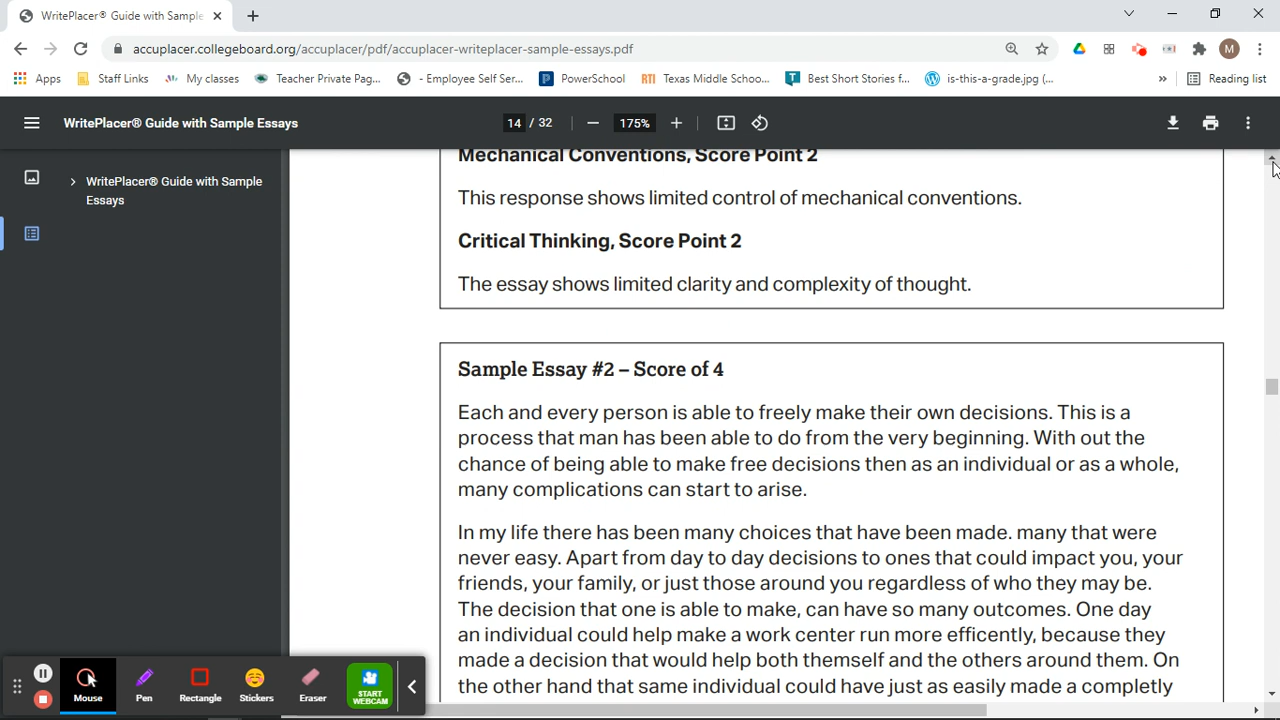 WritePlacer® Guide with Sample
accuplacer.collegeboard.org/accuplacer/pdf/accuplacer-writeplacer-sample-essays.pdf
M
Apps Staff Links My classes Teacher Private Pag... - Employee Self Ser... PowerSchool RTI Texas Middle Schoo... Best Short Stories f... is-this-a-grade.jpg (... » Reading list
WritePlacer® Guide with Sample Essays 14 / 32 175%
WritePlacer® Guide with Sample
Essays
Mechanical Conventions, Score Point 2
This response shows limited control of mechanical conventions.
Critical Thinking, Score Point 2
The essay shows limited clarity and complexity of thought.
Sample Essay #2 – Score of 4
Each and every person is able to freely make their own decisions. This is a
process that man has been able to do from the very beginning. With out the
chance of being able to make free decisions then as an individual or as a whole,
many complications can start to arise.
In my life there has been many choices that have been made. many that were
never easy. Apart from day to day decisions to ones that could impact you, your
friends, your family, or just those around you regardless of who they may be.
The decision that one is able to make, can have so many outcomes. One day
an individual could help make a work center run more efficently, because they
made a decision that would help both themself and the others around them. On
the other hand that same individual could have just as easily made a completly
Mouse Pen Rectangle Stickers Eraser START WEBCAM